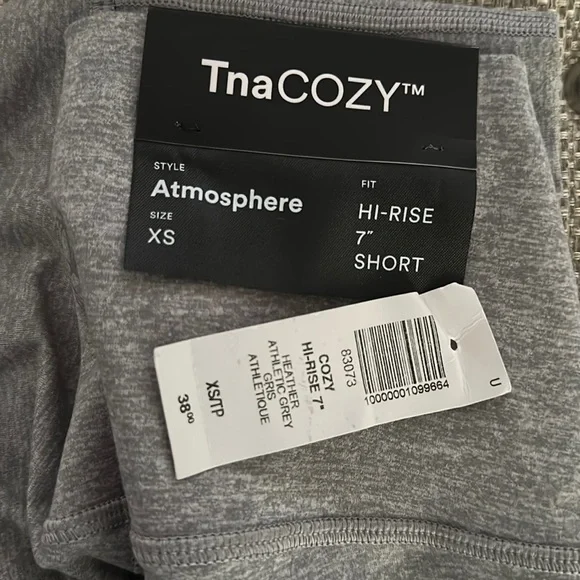 TnaCOZY™
STYLE
Atmosphere
SIZE
XS
FIT
HI-RISE
7"
SHORT
83073
10000001099664
COZY
HI-RISE 7"
HEATHER
ATHLETIC GREY
GRIS
ATHLETIQUE
XS/TP
38⁰⁰
U